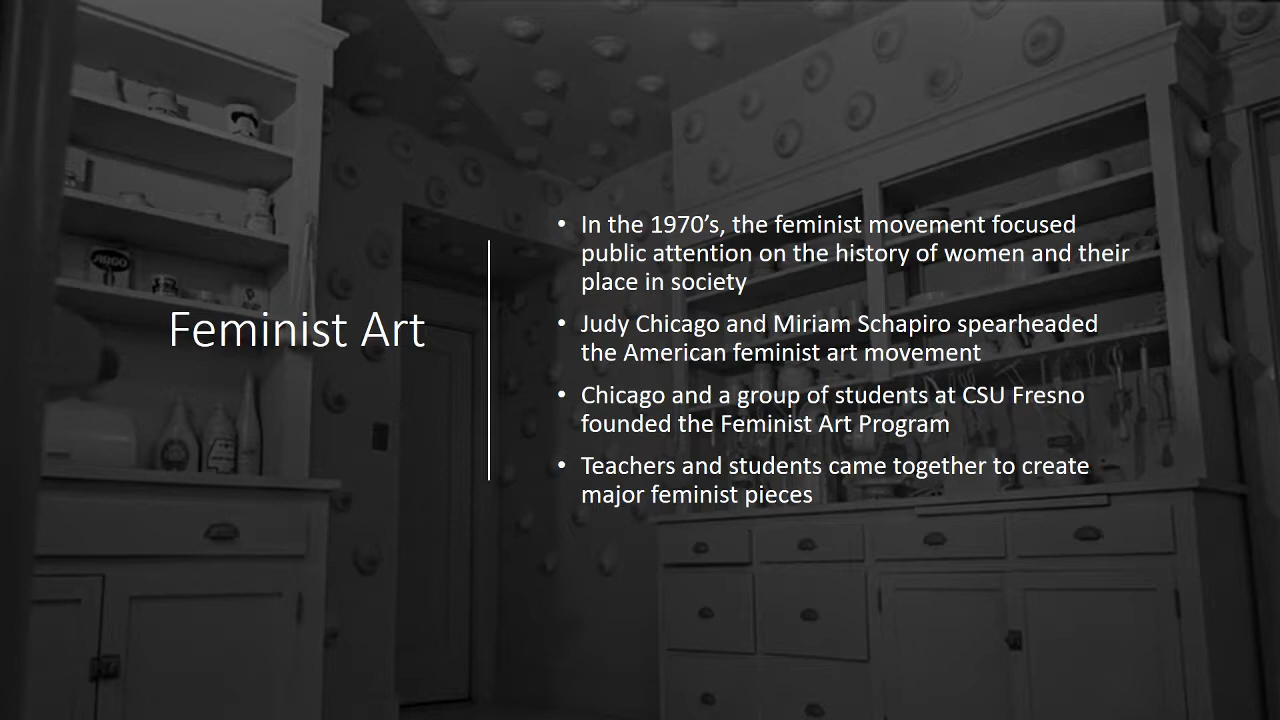 Feminist Art
• In the 1970’s, the feminist movement focused
public attention on the history of women and their
place in society
• Judy Chicago and Miriam Schapiro spearheaded
the American feminist art movement
• Chicago and a group of students at CSU Fresno
founded the Feminist Art Program
• Teachers and students came together to create
major feminist pieces
ARGO